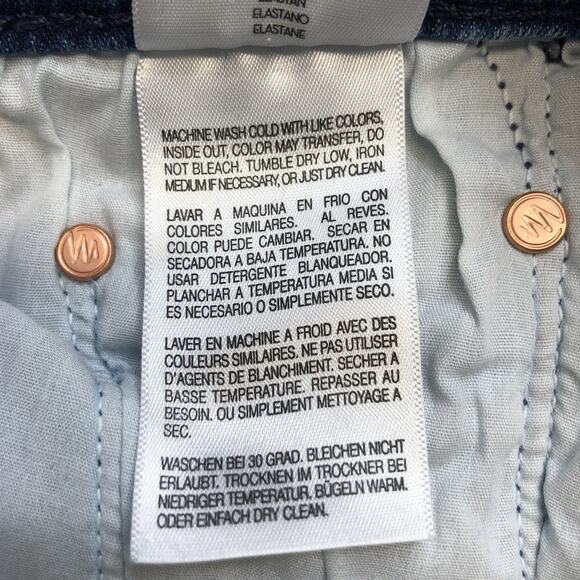 ELASTAN
ELASTANO
ELASTANE
MACHINE WASH COLD WITH LIKE COLORS,
INSIDE OUT, COLOR MAY TRANSFER, DO
NOT BLEACH. TUMBLE DRY LOW, IRON
MEDIUM IF NECESSARY, OR JUST DRY CLEAN.
LAVAR A MAQUINA EN FRIO CON
COLORES SIMILARES. AL REVES.
COLOR PUEDE CAMBIAR. SECAR EN
SECADORA A BAJA TEMPERATURA. NO
USAR DETERGENTE BLANQUEADOR.
PLANCHAR A TEMPERATURA MEDIA SI
ES NECESARIO O SIMPLEMENTE SECO.
LAVER EN MACHINE A FROID AVEC DES
COULEURS SIMILAIRES. NE PAS UTILISER
D'AGENTS DE BLANCHIMENT. SECHER A
BASSE TEMPERATURE. REPASSER AU
BESOIN. OU SIMPLEMENT METTOYAGE A
SEC.
WASCHEN BEI 30 GRAD. BLEICHEN NICHT
ERLAUBT. TROCKNEN IM TROCKNER BEI
NIEDRIGER TEMPERATUR. BÜGELN WARM.
ODER EINFACH DRY CLEAN.